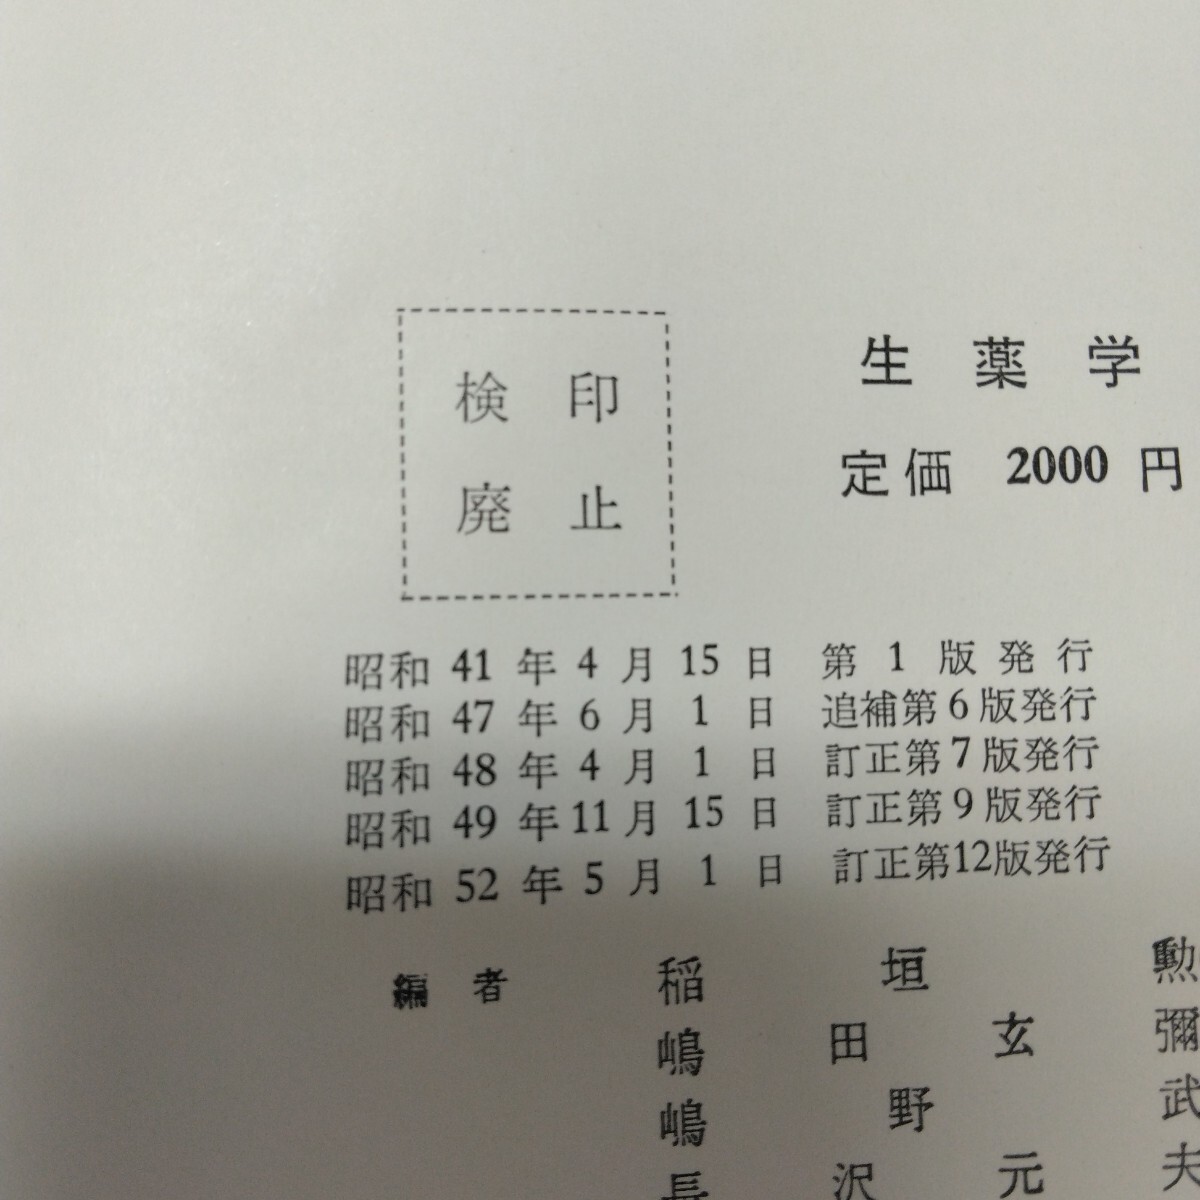 検印
廃止
生薬学
定価 2000 円
昭和 41 年 4 月 15 日 第 1 版発行
昭和 47 年 6 月 1 日 追補第 6 版発行
昭和 48 年 4 月 1 日 訂正第 7 版発行
昭和 49 年 11 月 15 日 訂正第 9 版発行
昭和 52 年 5 月 1 日 訂正第12版発行
編者 稲垣勲
嶋田玄彌
嶋野武
長沢元夫